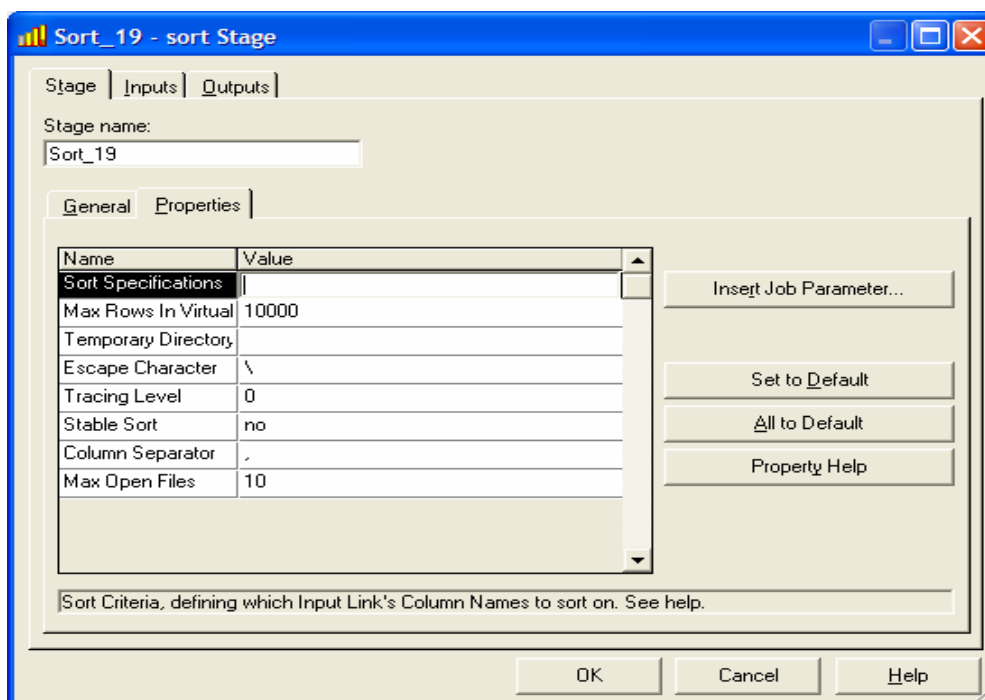 Sort_19 - sort Stage
Stage Inputs Outputs
Stage name:
Sort_19
General Properties
Name Value
Sort Specifications
Insert Job Parameter...
Max Rows In Virtual 10000
Temporary Directory
Escape Character \
Set to Default
Tracing Level 0
Stable Sort no
All to Default
Column Separator ,
Property Help
Max Open Files 10
Sort Criteria, defining which Input Link's Column Names to sort on. See help.
OK Cancel Help